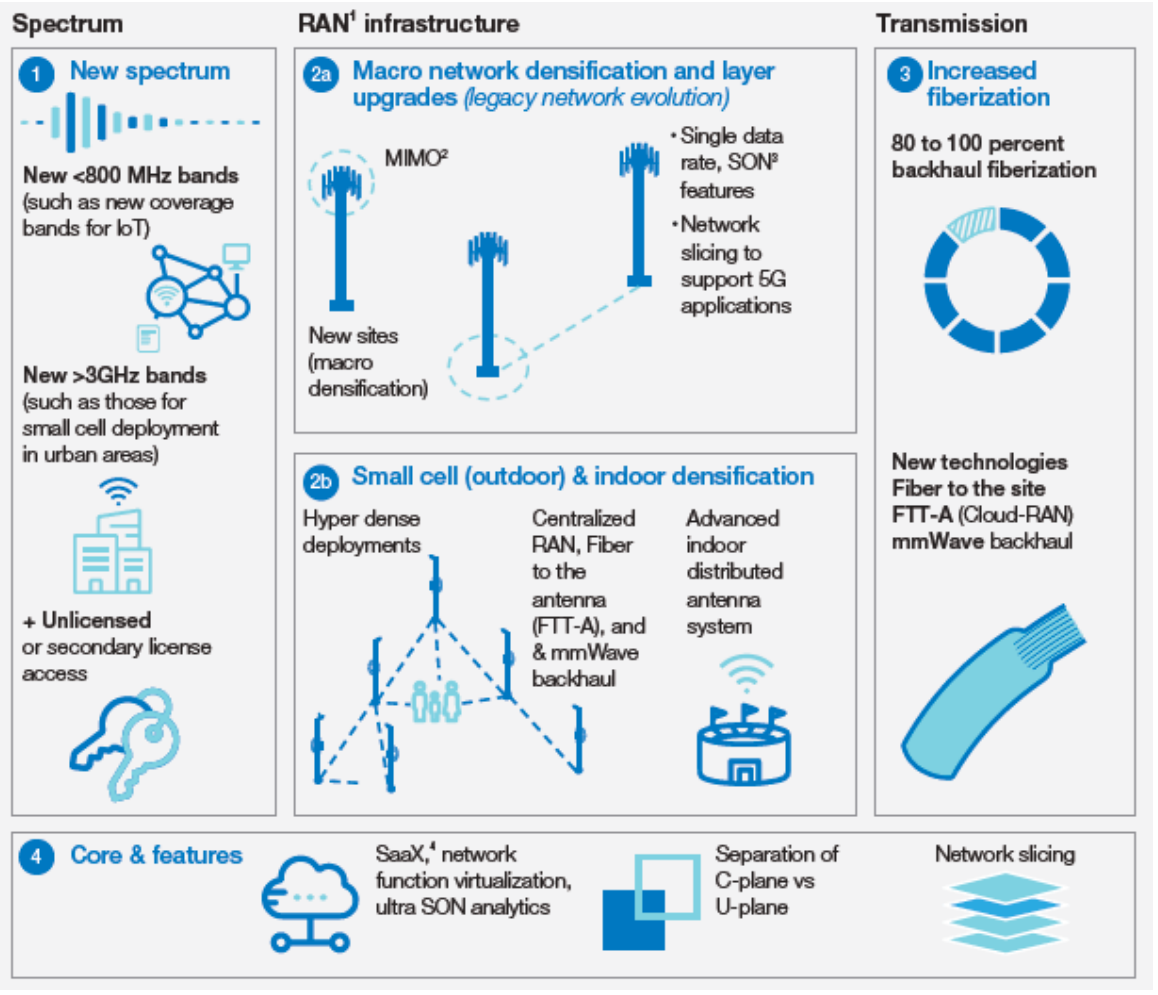 Spectrum
RAN¹ infrastructure
Transmission
1 New spectrum
New <800 MHz bands
(such as new coverage
bands for IoT)
New >3GHz bands
(such as those for
small cell deployment
in urban areas)
+ Unlicensed
or secondary license
access
2a Macro network densification and layer
upgrades (legacy network evolution)
MIMO²
New sites
(macro
densification)
• Single data
rate, SON³
features
• Network
slicing to
support 5G
applications
2b Small cell (outdoor) & indoor densification
Hyper dense
deployments
Centralized
RAN, Fiber
to the
antenna
(FTT-A), and
& mmWave
backhaul
Advanced
indoor
distributed
antenna
system
3 Increased
fiberization
80 to 100 percent
backhaul fiberization
New technologies
Fiber to the site
FTT-A (Cloud-RAN)
mmWave backhaul
4 Core & features
SaaX,⁴ network
function virtualization,
ultra SON analytics
Separation of
C-plane vs
U-plane
Network slicing